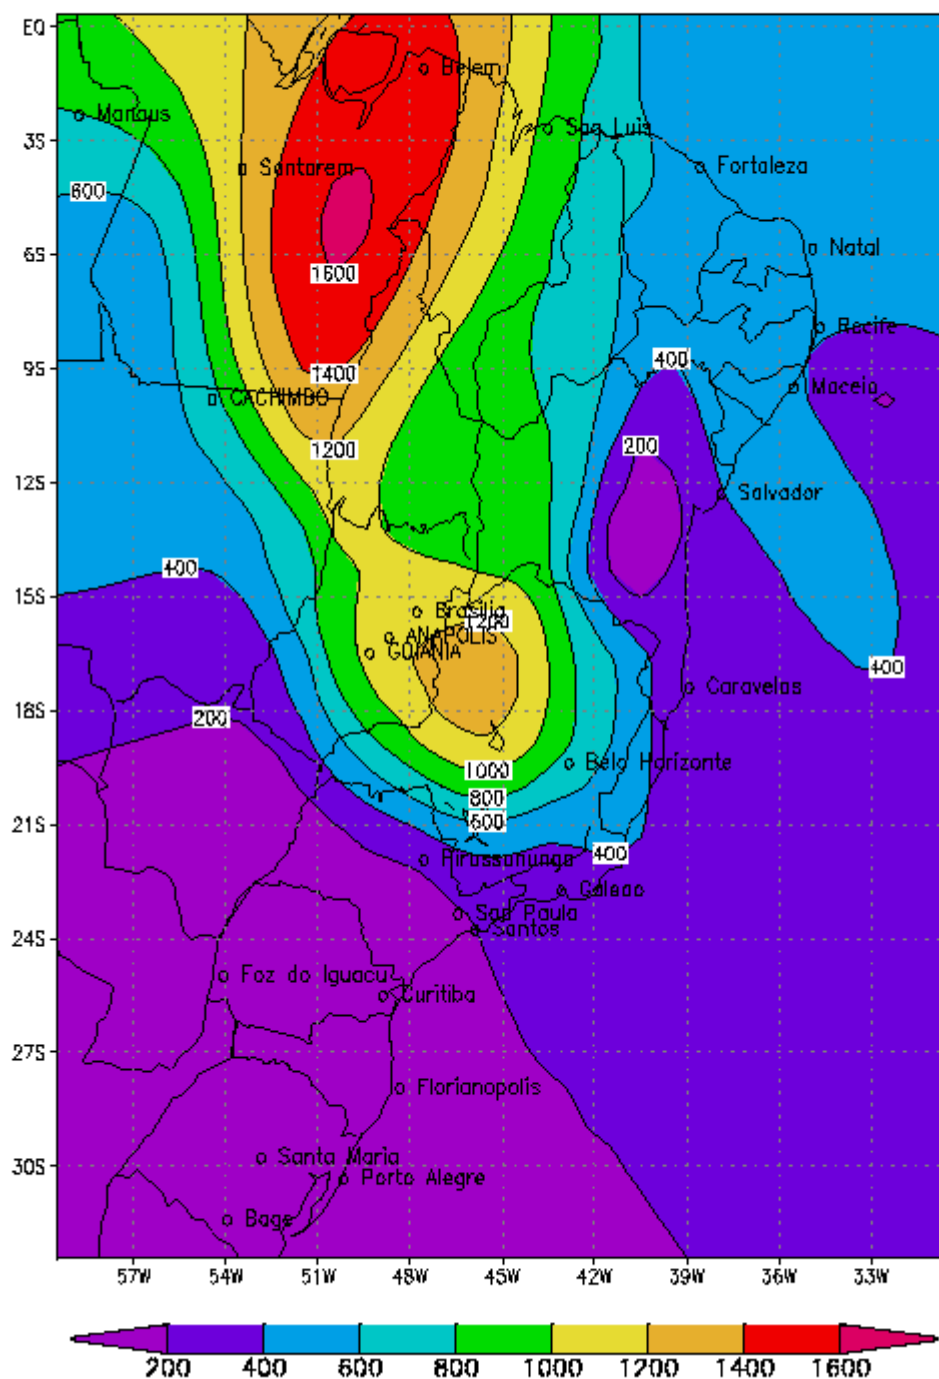 EQ
Belem
Manaus
Sao Luis
3S
Santarem
Fortaleza
600
6S
Natal
1600
Recife
400
9S
1400
Maceio
CACHIMBO
200
1200
12S
Salvador
400
15S
Brasilia
1200
ANAPOLIS
GOIANIA
400
Caravelas
18S
200
Belo Horizonte
1000
800
600
21S
400
Pirassununga
Galeao
Sao Paulo
Santos
24S
Foz do Iguacu
Curitiba
27S
Florianopolis
Santa Maria
30S
Porto Alegre
Bage
57W 54W 51W 48W 45W 42W 39W 36W 33W
200 400 600 800 1000 1200 1400 1600